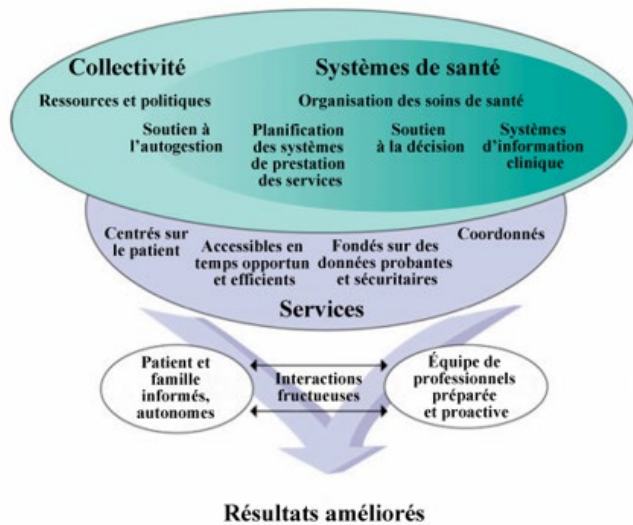 Collectivité
Systèmes de santé
Ressources et politiques
Organisation des soins de santé
Soutien à
l'autogestion
Planification
des systèmes
de prestation
des services
Soutien
à la décision
Systèmes
d'information
clinique
Centrés sur
le patient
Accessibles en
temps opportun
et efficients
Fondés sur des
données probantes
et sécuritaires
Coordonnés
Services
Patient et
famille
informés,
autonomes
Interactions
fructueuses
Équipe de
professionnels
préparée
et proactive
Résultats améliorés